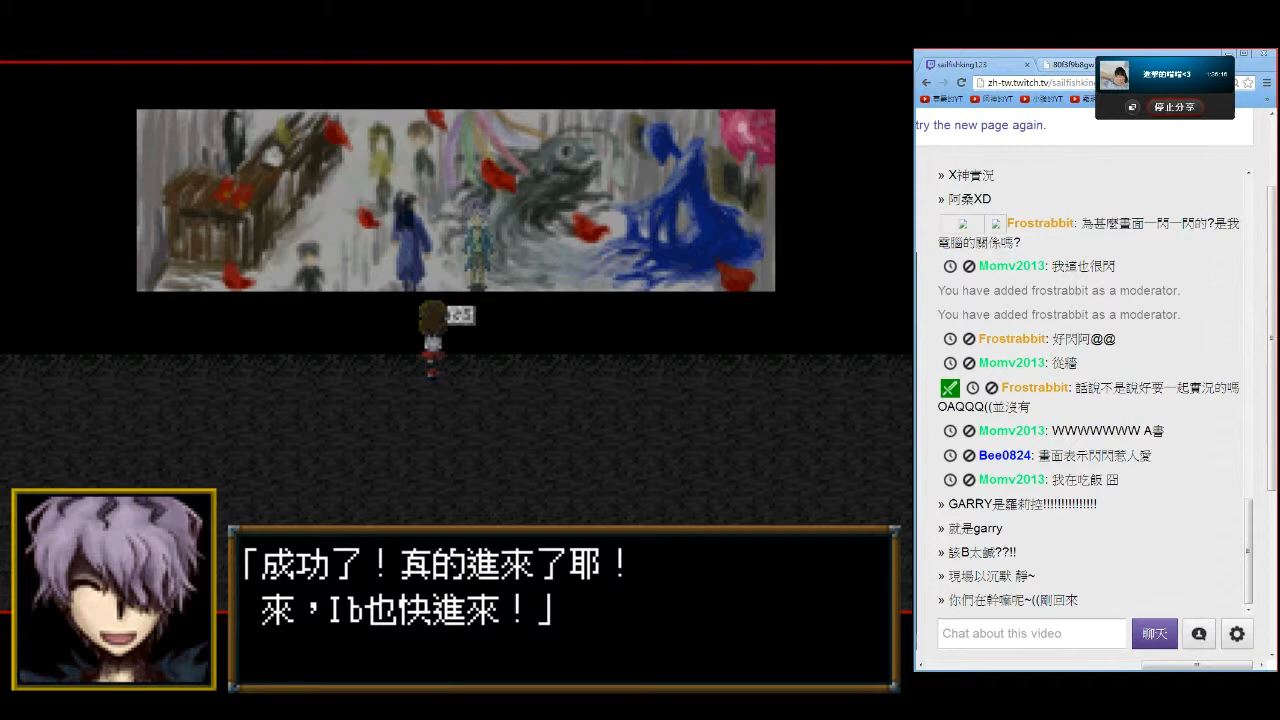 「成功了！真的進來了耶！
來，Ib也快進來！」
sailfishking123
80f3f9b8gw
zh-tw.twitch.tv/sailfishkin
1:36:16
停止分享
try the new page again.
» X神實況
» 阿桑XD
Frostrabbit: 為甚麼畫面一閃一閃的?是我
電腦的關係嗎?
Momv2013: 我這也很閃
You have added frostrabbit as a moderator.
You have added frostrabbit as a moderator.
Frostrabbit: 好閃阿@@
Momv2013: 從牆
Frostrabbit: 話說不是說好要一起實況的嗎
OAQQQ((並沒有
Momv2013: WWWWWWW A書
Bee0824: 畫面表示閃閃惹人愛
Momv2013: 我在吃飯 囧
» GARRY是羅莉控!!!!!!!!!!!!!!!
» 就是garry
» 該B太鹹??!!
» 現場以沉默 靜~
» 你們在幹嘛呢~((剛回來
Chat about this video
聊天